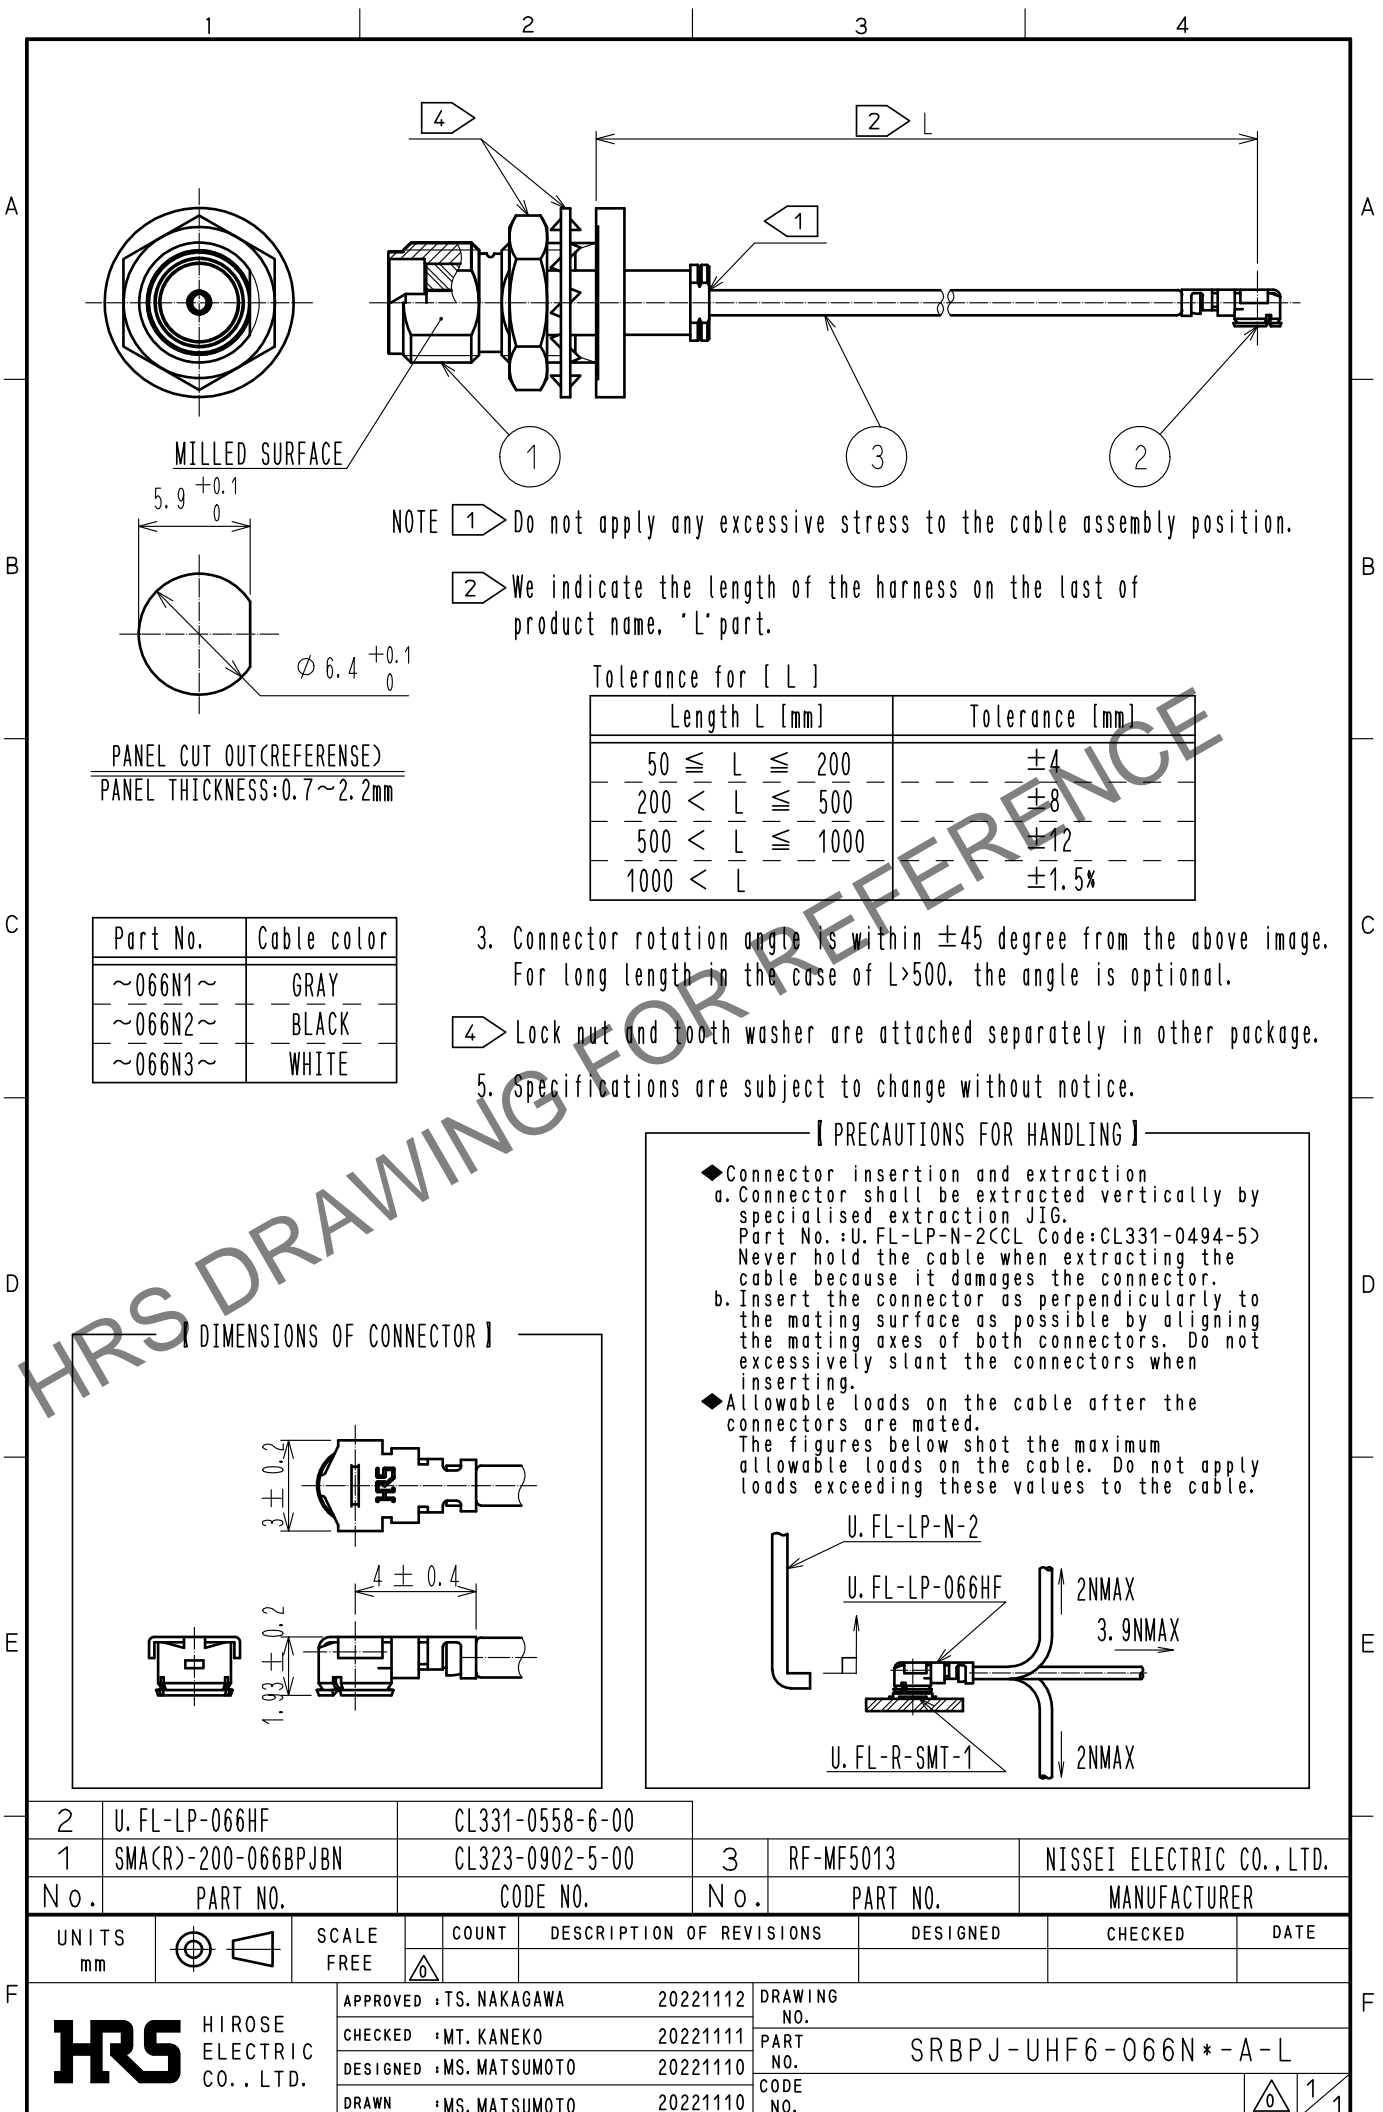 1 2 3 4
A A
B B
C C
D D
E E
F F
4
2 L
1
MILLED SURFACE
1 3 2
5.9 +0.1 0
Ø 6.4 +0.1 0
PANEL CUT OUT(REFERENSE)
PANEL THICKNESS:0.7～2.2mm
NOTE 1 Do not apply any excessive stress to the cable assembly position.
2 We indicate the length of the harness on the last of
product name. "L"part.
Tolerance for [ L ]
Length L [mm] Tolerance [mm]
50 ≦ L ≦ 200 ±4
200 < L ≦ 500 ±8
500 < L ≦ 1000 ±12
1000 < L ±1.5%
Part No. Cable color
～066N1～ GRAY
～066N2～ BLACK
～066N3～ WHITE
3. Connector rotation angle is within ±45 degree from the above image.
For long length in the case of L>500. the angle is optional.
4 Lock nut and tooth washer are attached separately in other package.
5. Specifications are subject to change without notice.
HRS DRAWING FOR REFERENCE
【 PRECAUTIONS FOR HANDLING 】
◆Connector insertion and extraction
a. Connector shall be extracted vertically by
specialised extraction JIG.
Part No.:U.FL-LP-N-2(CL Code:CL331-0494-5)
Never hold the cable when extracting the
cable because it damages the connector.
b. Insert the connector as perpendicularly to
the mating surface as possible by aligning
the mating axes of both connectors. Do not
excessively slant the connectors when
inserting.
◆Allowable loads on the cable after the
connectors are mated.
The figures below shot the maximum
allowable loads on the cable. Do not apply
loads exceeding these values to the cable.
U.FL-LP-N-2
U.FL-LP-066HF
2NMAX
3.9NMAX
U.FL-R-SMT-1
2NMAX
【 DIMENSIONS OF CONNECTOR 】
3 ± 0.2
HRS
4 ± 0.4
1.93 ± 0.2
2 U.FL-LP-066HF CL331-0558-6-00
1 SMA(R)-200-066BPJBN CL323-0902-5-00 3 RF-MF5013 NISSEI ELECTRIC CO.,LTD.
No. PART NO. CODE NO. No. PART NO. MANUFACTURER
UNITS mm
SCALE FREE
COUNT DESCRIPTION OF REVISIONS DESIGNED CHECKED DATE
0
HRS HIROSE ELECTRIC CO.,LTD.
APPROVED :TS.NAKAGAWA 20221112
CHECKED :MT.KANEKO 20221111
DESIGNED :MS.MATSUMOTO 20221110
DRAWN :MS.MATSUMOTO 20221110
DRAWING NO.
PART NO. SRBPJ-UHF6-066N*-A-L
CODE NO.
0 1/1